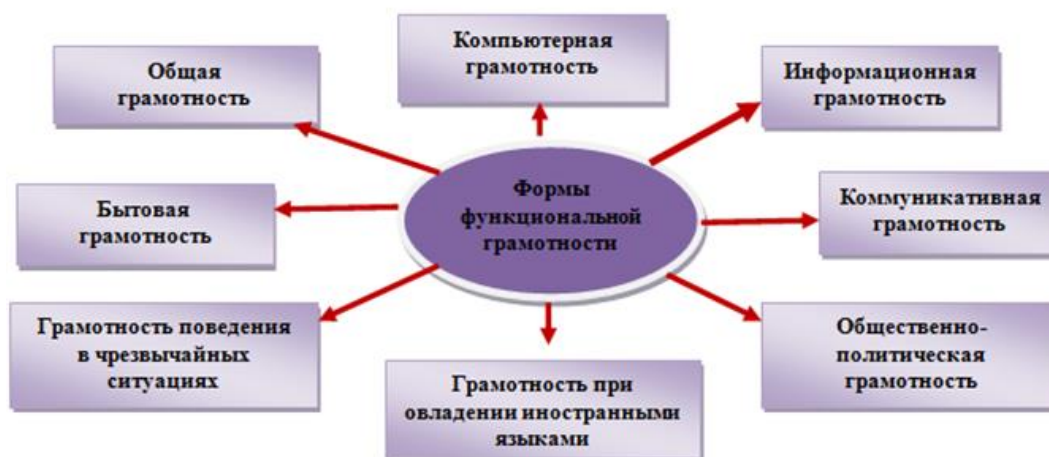 Компьютерная
грамотность
Общая
грамотность
Информационная
грамотность
Формы
функциональной
грамотности
Бытовая
грамотность
Коммуникативная
грамотность
Грамотность поведения
в чрезвычайных
ситуациях
Общественно-
политическая
грамотность
Грамотность при
овладении иностранными
языками